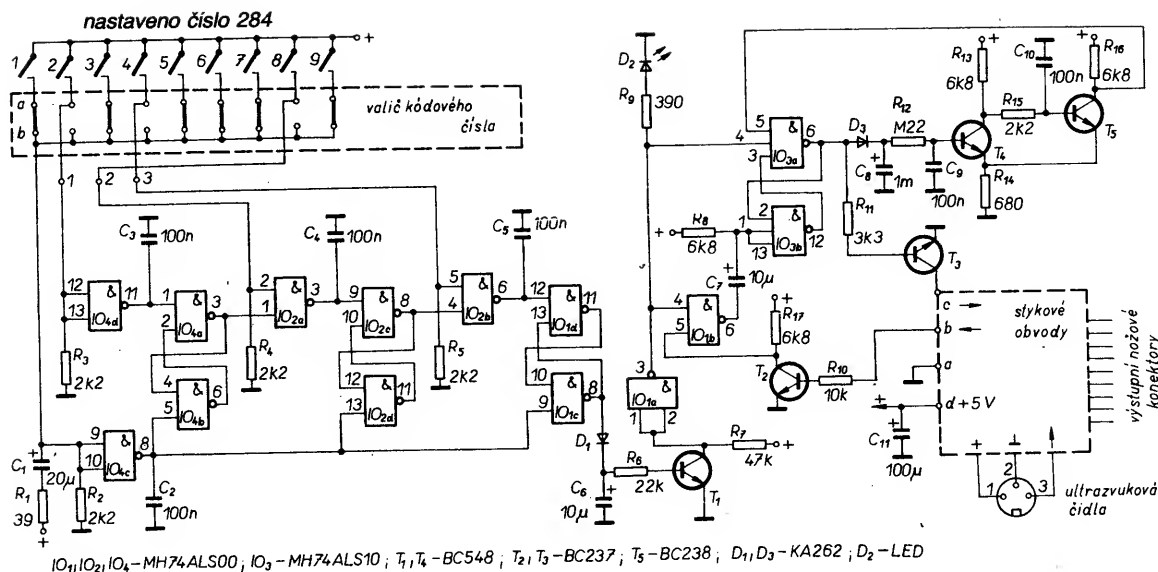 nastaveno číslo 284
1 2 3 4 5 6 7 8 9 +
a
b
valič kódového
čísla
1 2 3
C3 100n
C4 100n
C5 100n
12 13 & IO4d 11
1 2 & IO4a 3
2 1 & IO2a 3
9 10 & IO2c 8
5 4 & IO2b 6
12 13 & IO1d 11
R3 2k2
R4 2k2
R5 2k2
4 5 & IO4b 6
12 13 & IO2d 11
10 9 & IO1c 8
C1 20µ
R1 39 +
R2 2k2
9 10 & IO4c 8
C2 100n
D1
C6 10µ +
R6 22k
T1
R7 47k +
3 IO1a & 1 2
D2
R9 390
5 4 3 & IO3a 6
1 2 13 & IO3b 12
R8 6k8 +
C7 10µ +
4 5 & IO1b 6
R17 6k8 +
T2
R10 10k
D3
R12 M22
C8 1m +
C9 100n
R11 3k3
T3
R13 6k8 +
T4
R14 680
R15 2k2
C10 100n
R16 6k8 +
T5
c
b
a
d+5V
stykové
obvody
výstupní nožové
konektory
C11 100µ +
+ ⊥
1 2 3
ultrazvuková
čidla
IO1,IO2,IO4-MH74ALS00; IO3-MH74ALS10; T1,T4-BC548; T2,T3-BC237; T5-BC238; D1,D3-KA262; D2-LED